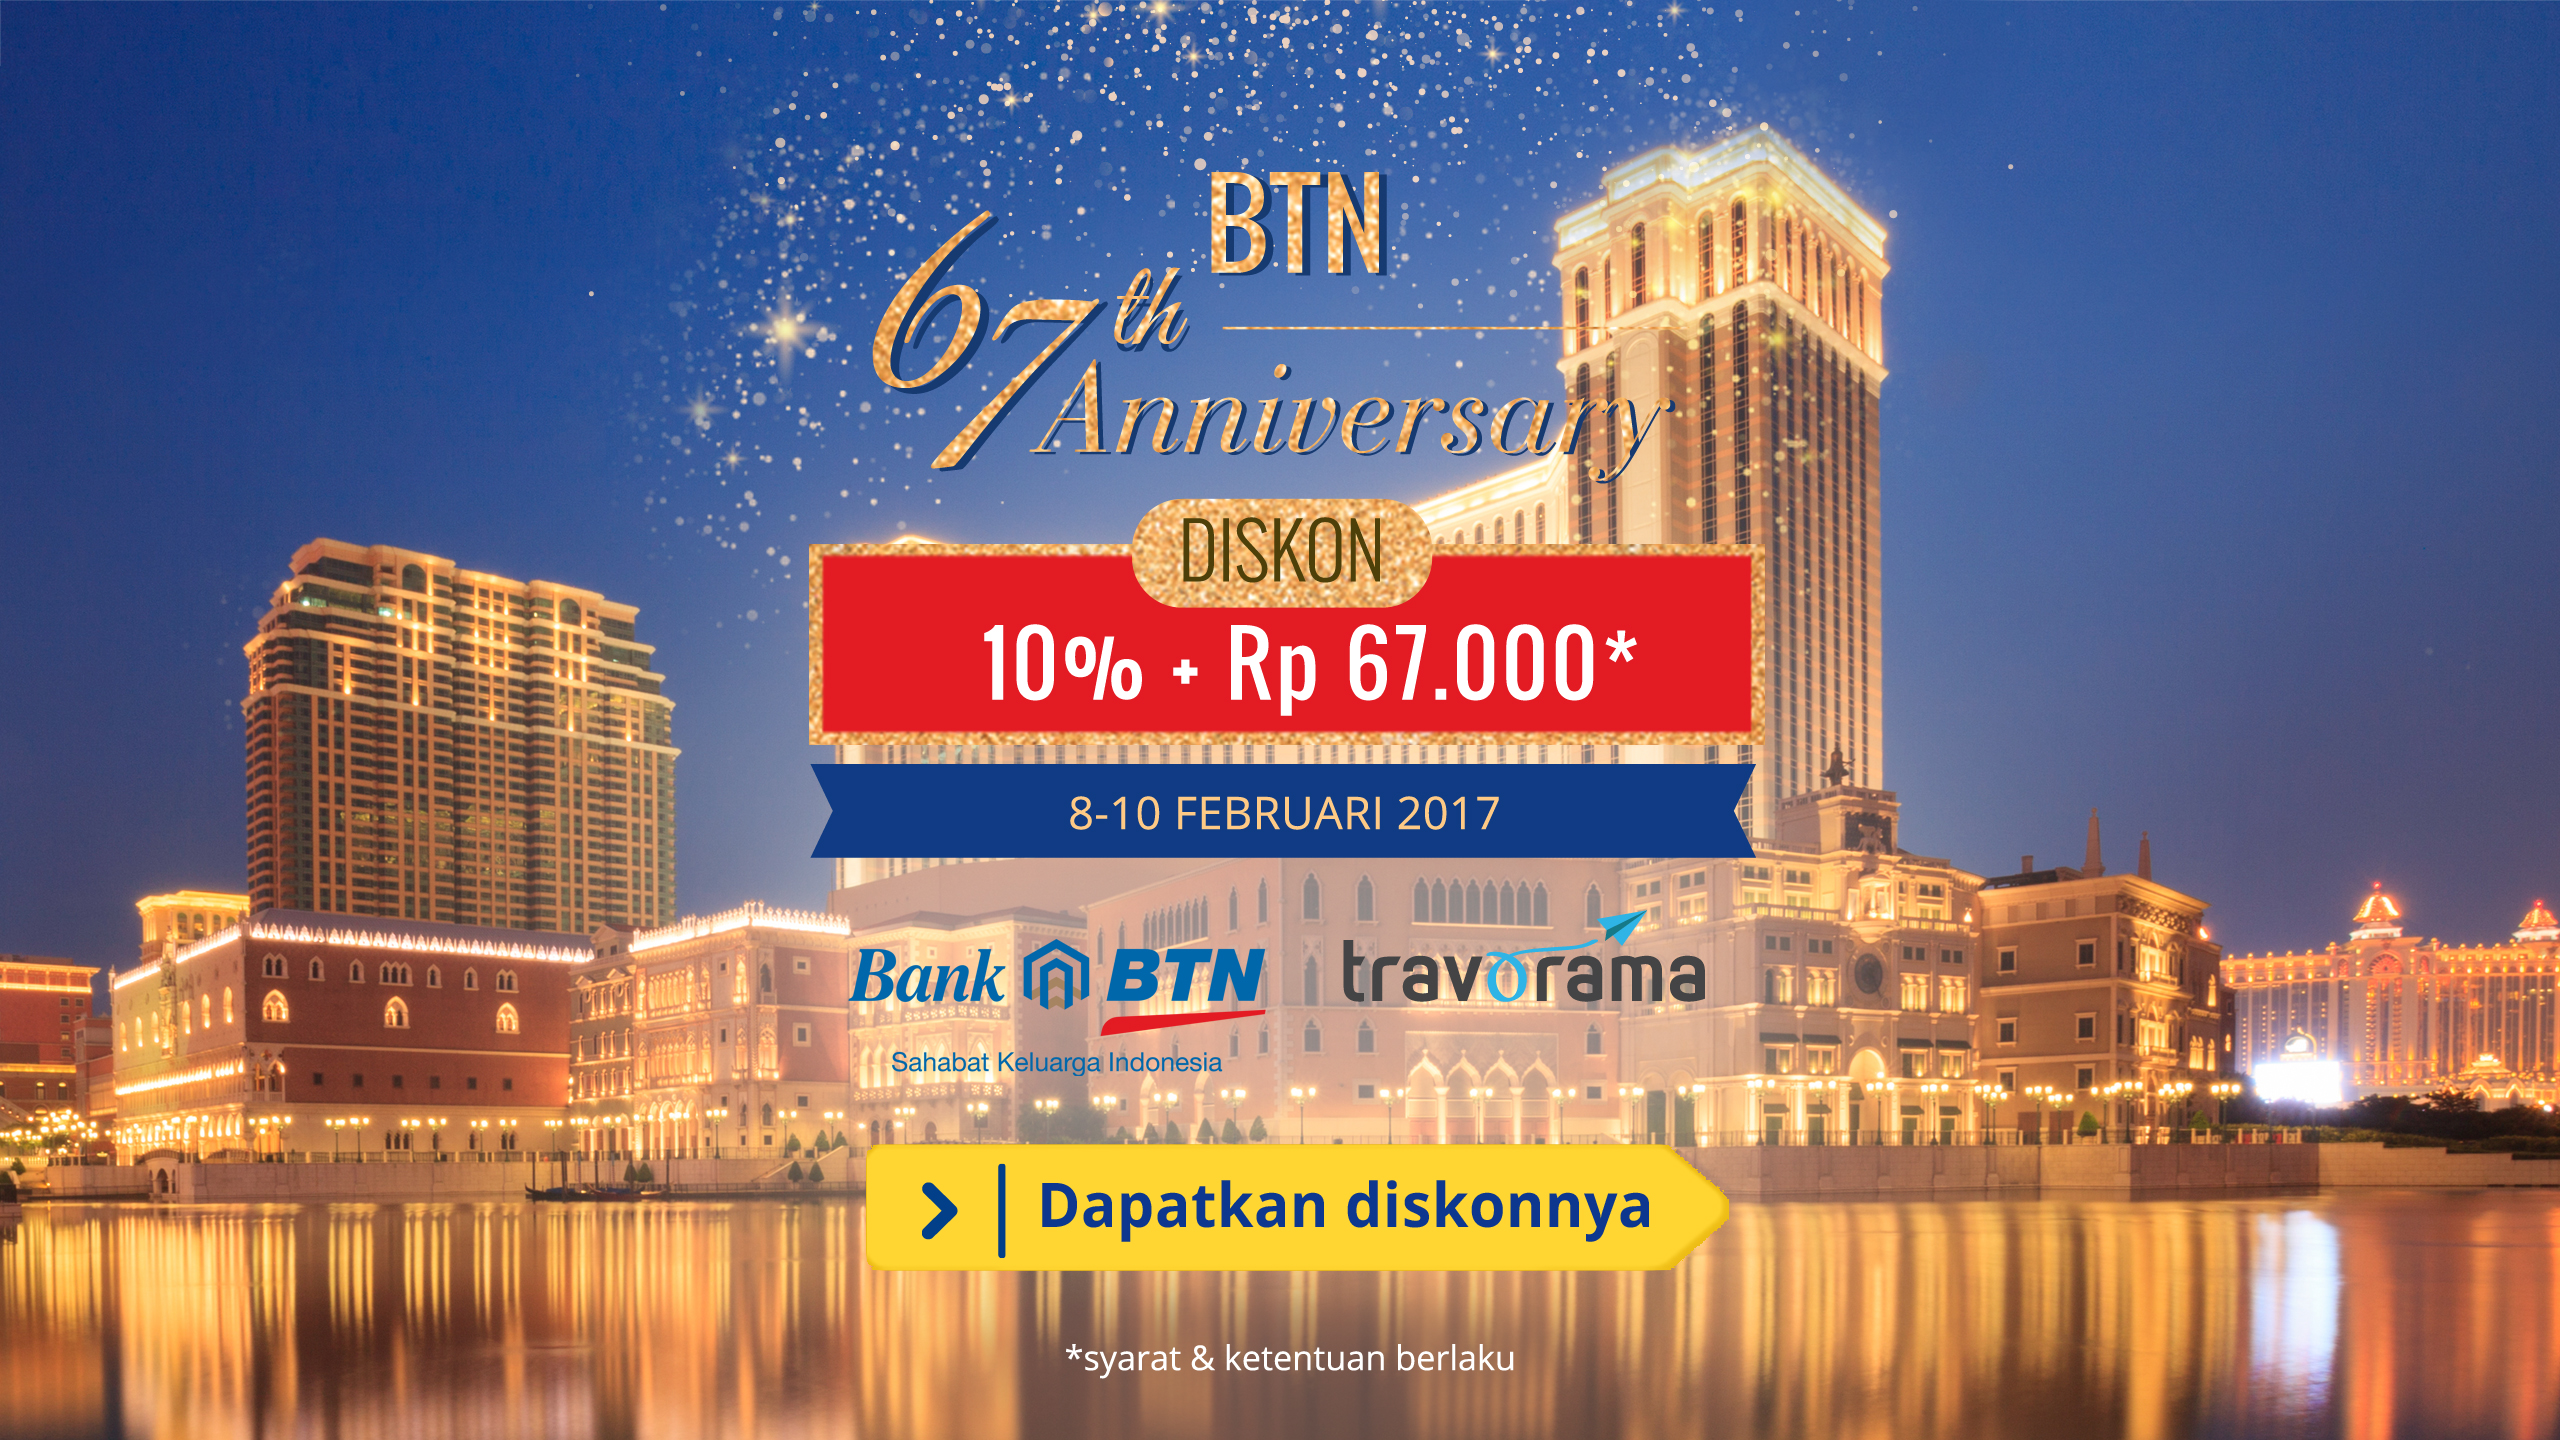 BTN
67th
Anniversary
DISKON
10% + Rp 67.000*
8-10 FEBRUARI 2017
Bank BTN
travorama
Sahabat Keluarga Indonesia
Dapatkan diskonnya
*syarat & ketentuan berlaku